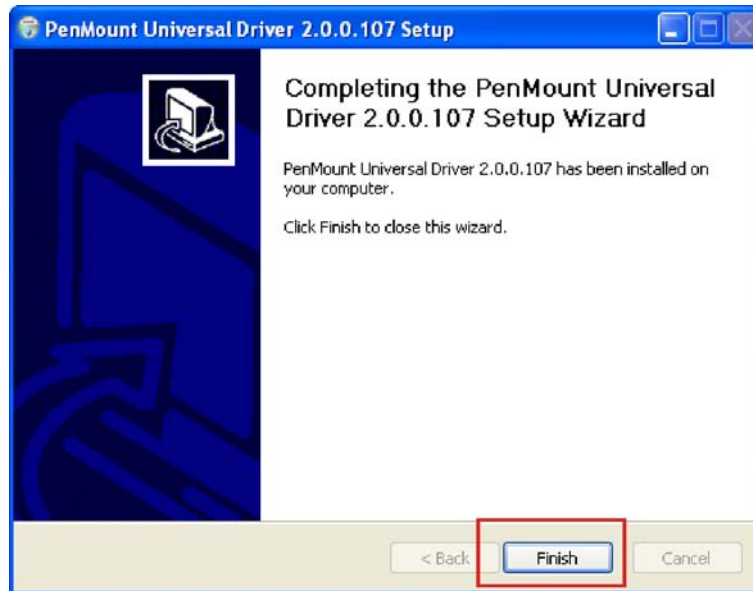 PenMount Universal Driver 2.0.0.107 Setup
Completing the PenMount Universal
Driver 2.0.0.107 Setup Wizard
PenMount Universal Driver 2.0.0.107 has been installed on
your computer.
Click Finish to close this wizard.
< Back
Finish
Cancel